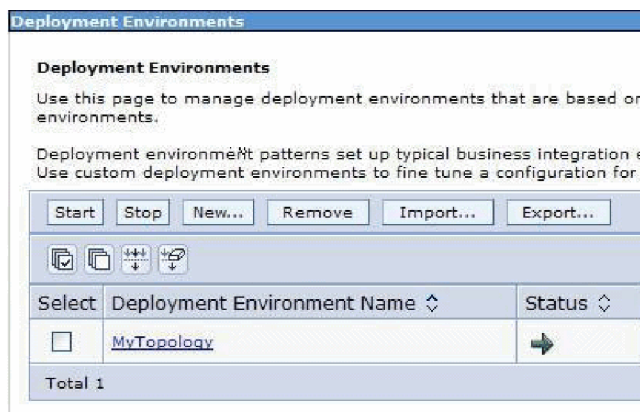 Deployment Environments
Deployment Environments
Use this page to manage deployment environments that are based on
environments.
Deployment environment patterns set up typical business integration
Use custom deployment environments to fine tune a configuration for
Start Stop New... Remove Import... Export...
Select Deployment Environment Name Status
MyTopology
Total 1